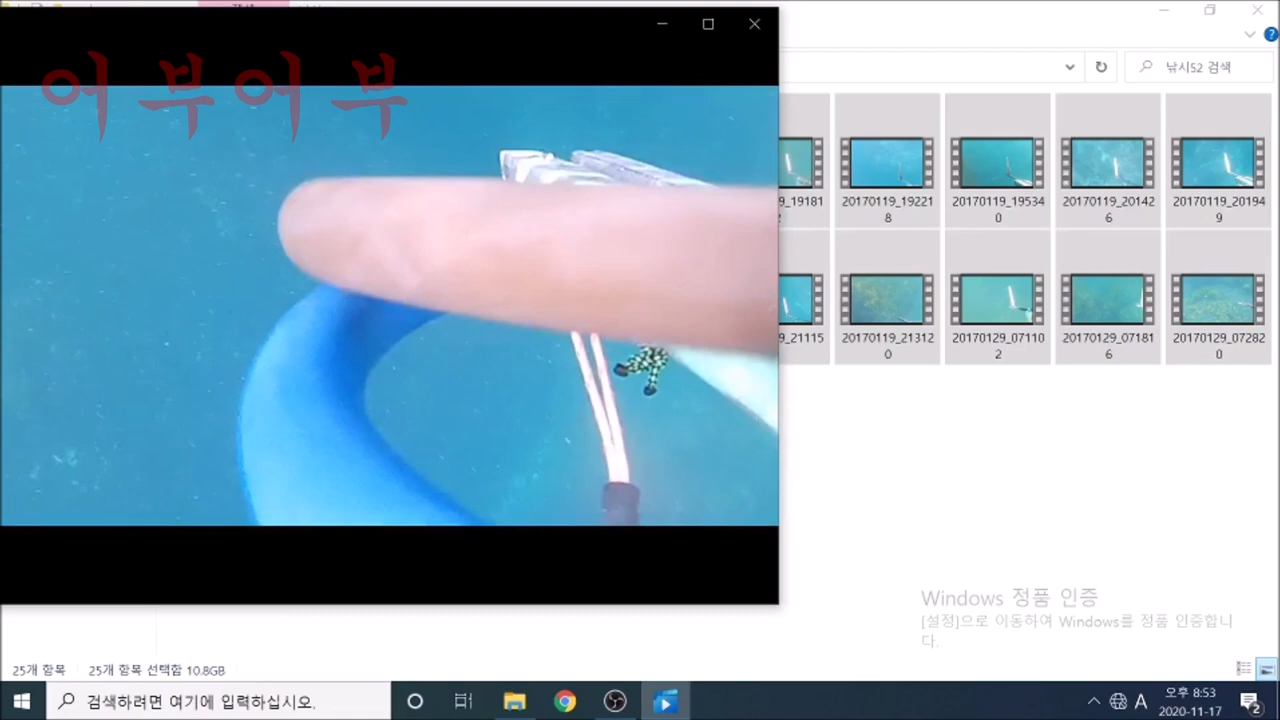 어부어부
낚시52 검색
9_19181
20170119_19221
8
20170119_19534
0
20170119_20142
6
20170119_20194
9
_21115
20170119_21312
0
20170129_07110
2
20170129_07181
6
20170129_07282
0
Windows 정품 인증
[설정]으로 이동하여 Windows를 정품 인증합니
다.
25개 항목
25개 항목 선택함 10.8GB
검색하려면 여기에 입력하십시오.
A
오후 8:53
2020-11-17
2